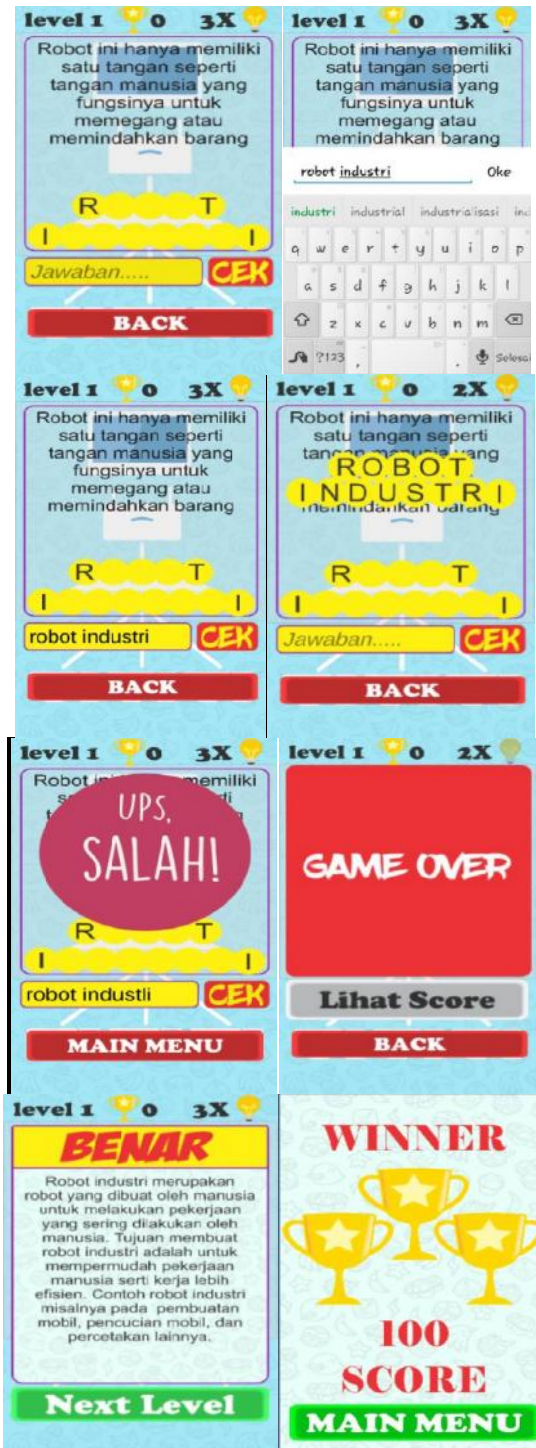 level 1 0 3X
Robot ini hanya memiliki
satu tangan seperti
tangan manusia yang
fungsinya untuk
memegang atau
memindahkan barang
R T
I I
Jawaban.....
CEK
BACK
level 1 0 3X
Robot ini hanya memiliki
satu tangan seperti
tangan manusia yang
fungsinya untuk
memegang atau
memindahkan barang
robot industri Oke
industri industrial industrialisasi
q w e r t y u i o p
a s d f g h j k l
z x c v b n m
?123 , . Selesai
level 1 0 3X
Robot ini hanya memiliki
satu tangan seperti
tangan manusia yang
fungsinya untuk
memegang atau
memindahkan barang
R T
I I
robot industri
CEK
BACK
level 1 0 2X
Robot ini hanya memiliki
satu tangan seperti
tangan manusia yang
ROBOT
INDUSTRI
memindahkan barang
R T
I I
Jawaban.....
CEK
BACK
level 1 0 3X
Robot memiliki
UPS,
SALAH!
R T
I I
robot industli
CEK
MAIN MENU
level 1 0 2X
GAME OVER
Lihat Score
BACK
level 1 0 3X
BENAR
Robot industri merupakan
robot yang dibuat oleh manusia
untuk melakukan pekerjaan
yang sering dilakukan oleh
manusia. Tujuan membuat
robot industri adalah untuk
mempermudah pekerjaan
manusia serti kerja lebih
efisien. Contoh robot industri
misalnya pada pembuatan
mobil, pencucian mobil, dan
percetakan lainnya.
Next Level
WINNER
100
SCORE
MAIN MENU